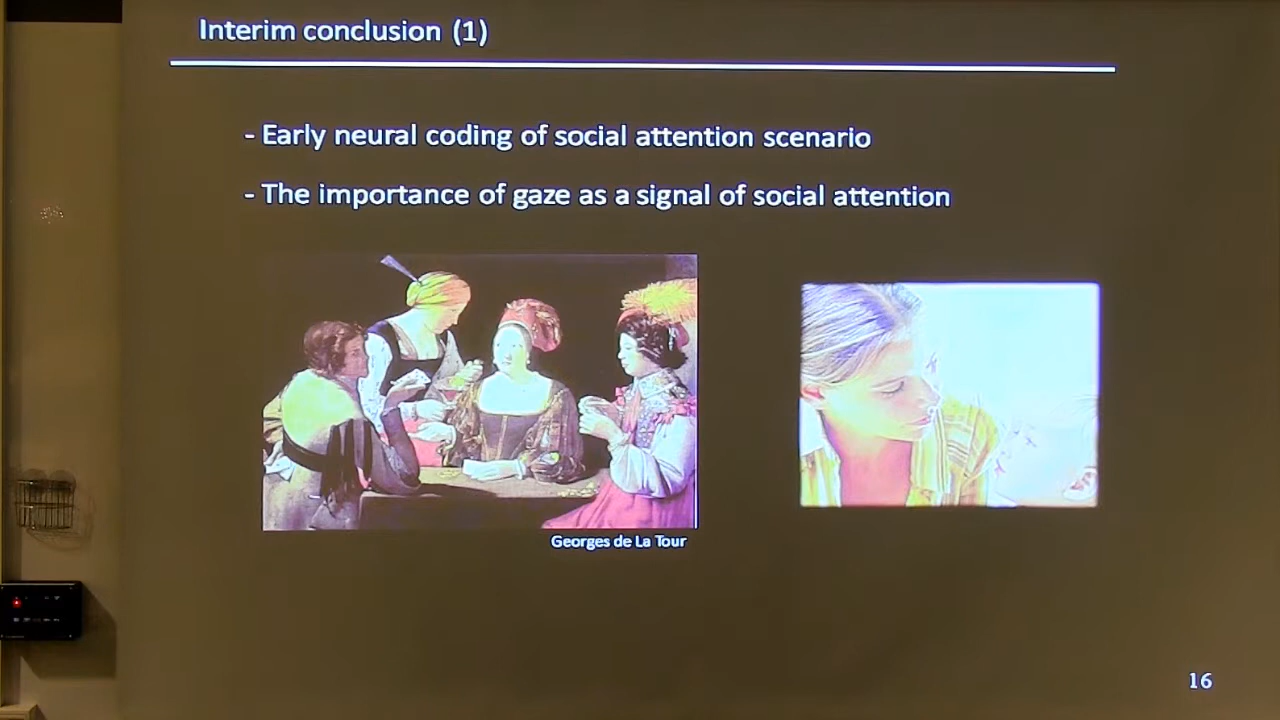 Interim conclusion (1)
- Early neural coding of social attention scenario
- The importance of gaze as a signal of social attention
Georges de La Tour
16